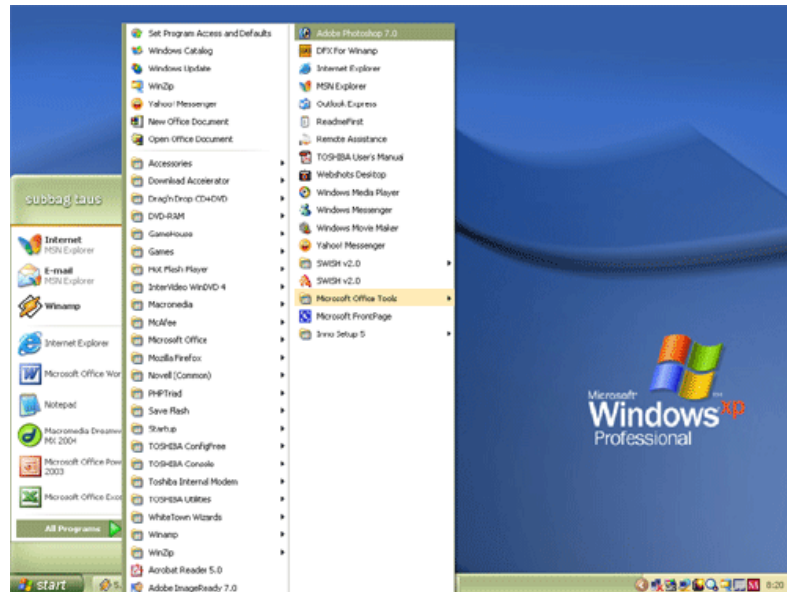 Set Program Access and Defaults
Windows Catalog
Windows Update
WinZip
Yahoo! Messenger
New Office Document
Open Office Document
Accessories
Download Accelerator
Drag'n Drop CD+DVD
DVD-RAM
GameHouse
Games
Hot Flash Player
InterVideo WinDVD 4
Macromedia
McAfee
Microsoft Office
Mozilla Firefox
Novell (Common)
PHPTriad
Save Flash
Startup
TOSHIBA ConfigFree
TOSHIBA Console
Toshiba Internal Modem
TOSHIBA Utilities
WhiteTown Wizards
Winamp
WinZip
Acrobat Reader 5.0
Adobe ImageReady 7.0
Adobe Photoshop 7.0
DFX For Winamp
Internet Explorer
MSN Explorer
Outlook Express
ReadmeFirst
Remote Assistance
TOSHIBA User's Manual
Webshots Desktop
Windows Media Player
Windows Messenger
Windows Movie Maker
Yahoo! Messenger
SWiSH v2.0
SWiSH v2.0
Microsoft Office Tools
Microsoft FrontPage
Inno Setup 5
subbag taus
Internet
MSN Explorer
E-mail
MSN Explorer
Winamp
Internet Explorer
Microsoft Office Wor
Notepad
Macromedia Dreamw
MX 2004
Microsoft Office Pow
2003
Microsoft Office Exce
All Programs
Microsoft
Windows xp
Professional
start
5.
8:20